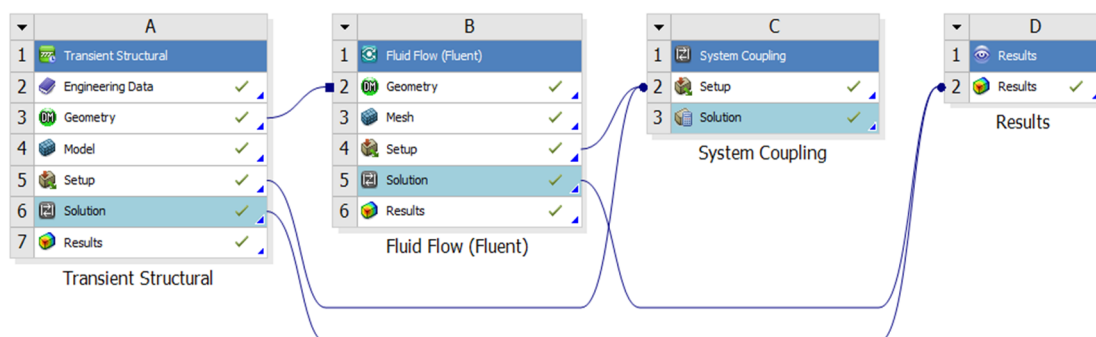 A
1 Transient Structural
2 Engineering Data
3 DM Geometry
4 Model
5 Setup
6 Solution
7 Results
Transient Structural
B
1 Fluid Flow (Fluent)
2 DM Geometry
3 Mesh
4 Setup
5 Solution
6 Results
Fluid Flow (Fluent)
C
1 System Coupling
2 Setup
3 Solution
System Coupling
D
1 Results
2 Results
Results